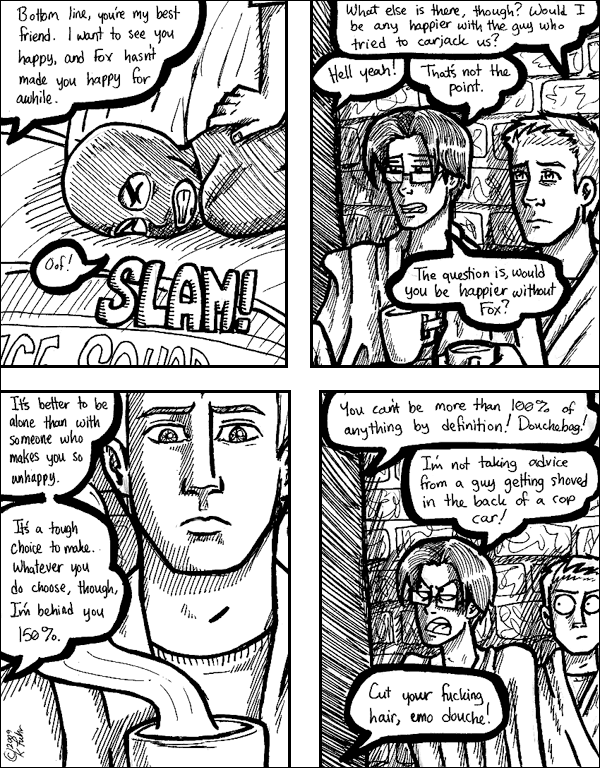 Bottom line, you're my best
friend. I want to see you
happy, and Fox hasn't
made you happy for
awhile.
Oof!
SLAM!
What else is there, though? Would I
be any happier with the guy who
tried to carjack us?
Hell yeah!
That's not the
point.
The question is, would
you be happier without
Fox?
It's better to be
alone than with
someone who
makes you so
unhappy.
It's a tough
choice to make.
Whatever you
do choose, though,
I'm behind you
150%.
©2009
You can't be more than 100% of
anything by definition! Douchebag!
I'm not taking advice
from a guy getting shoved
in the back of a cop
car!
Cut your fucking
hair, emo douche!